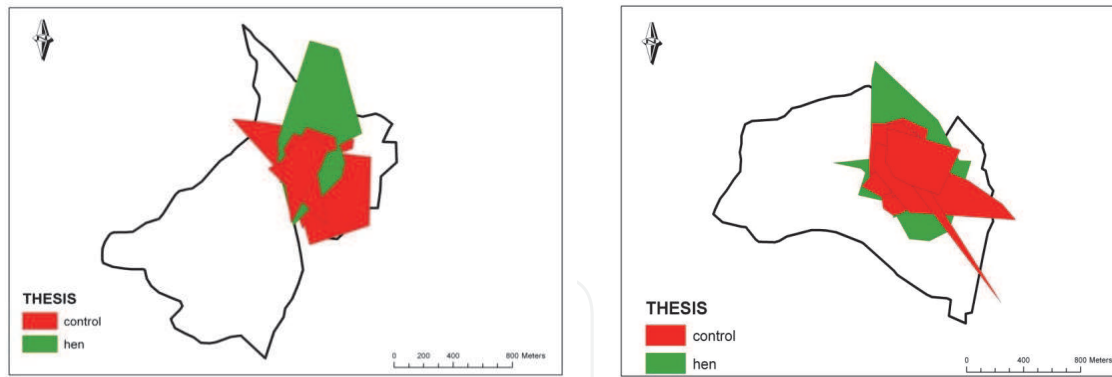 N
THESIS
control
hen
0 200 400 800 Meters
N
THESIS
control
hen
0 400 800 Meters